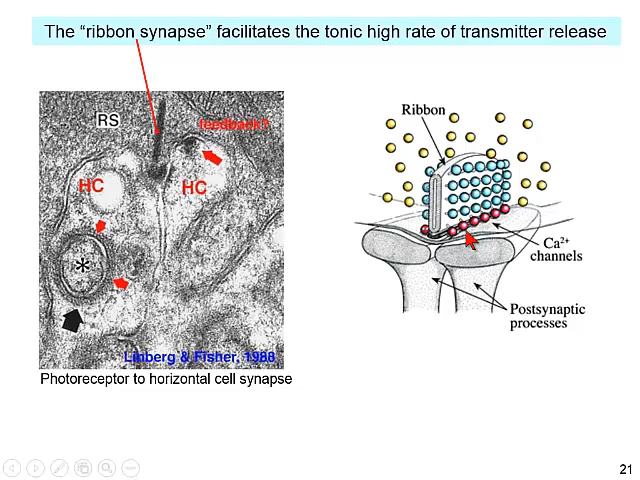 The “ribbon synapse” facilitates the tonic high rate of transmitter release
RS
feedback?
HC
HC
*
Linberg & Fisher, 1988
Photoreceptor to horizontal cell synapse
Ribbon
Ca²⁺
channels
Postsynaptic
processes
21